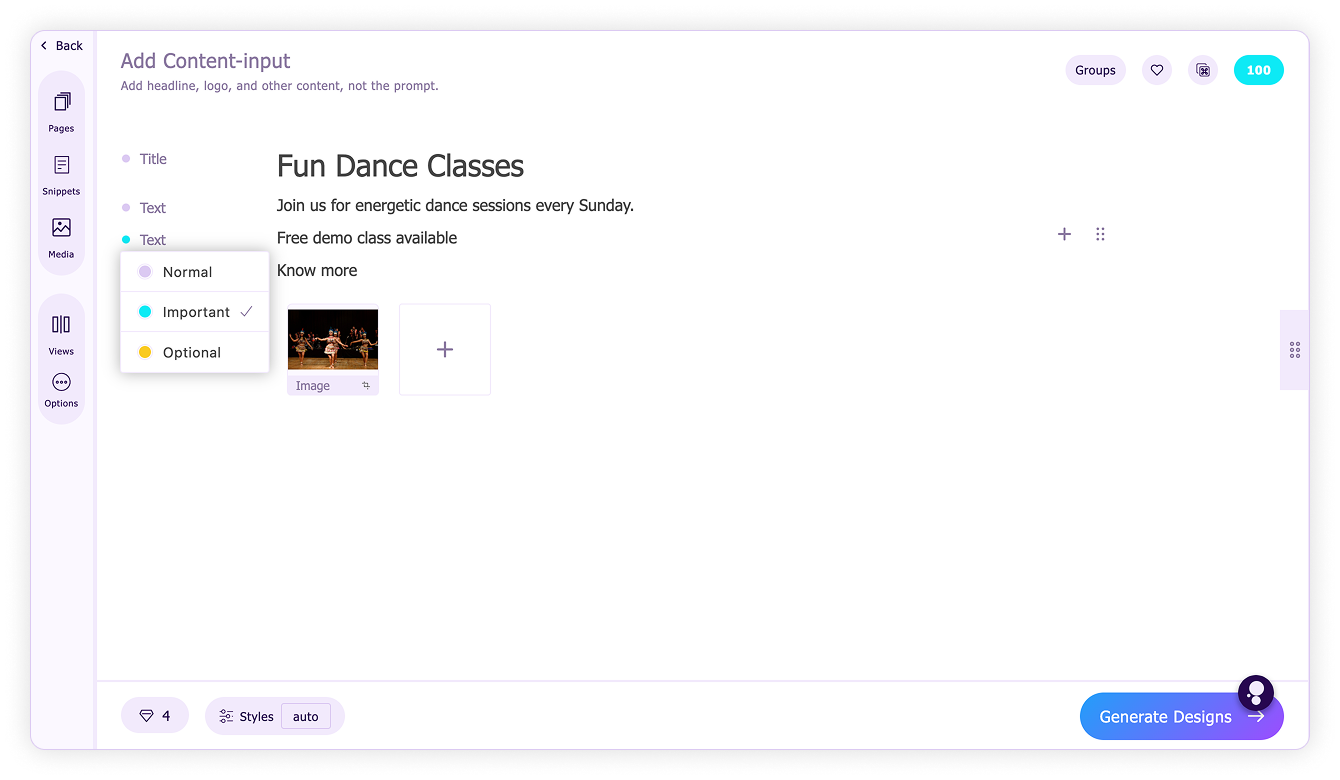 Back
Add Content-input
Add headline, logo, and other content, not the prompt.
Groups
100
Pages
Snippets
Media
Views
Options
Title
Fun Dance Classes
Text
Join us for energetic dance sessions every Sunday.
Text
Free demo class available
Know more
Normal
Important
Optional
Image
4
Styles
auto
Generate Designs